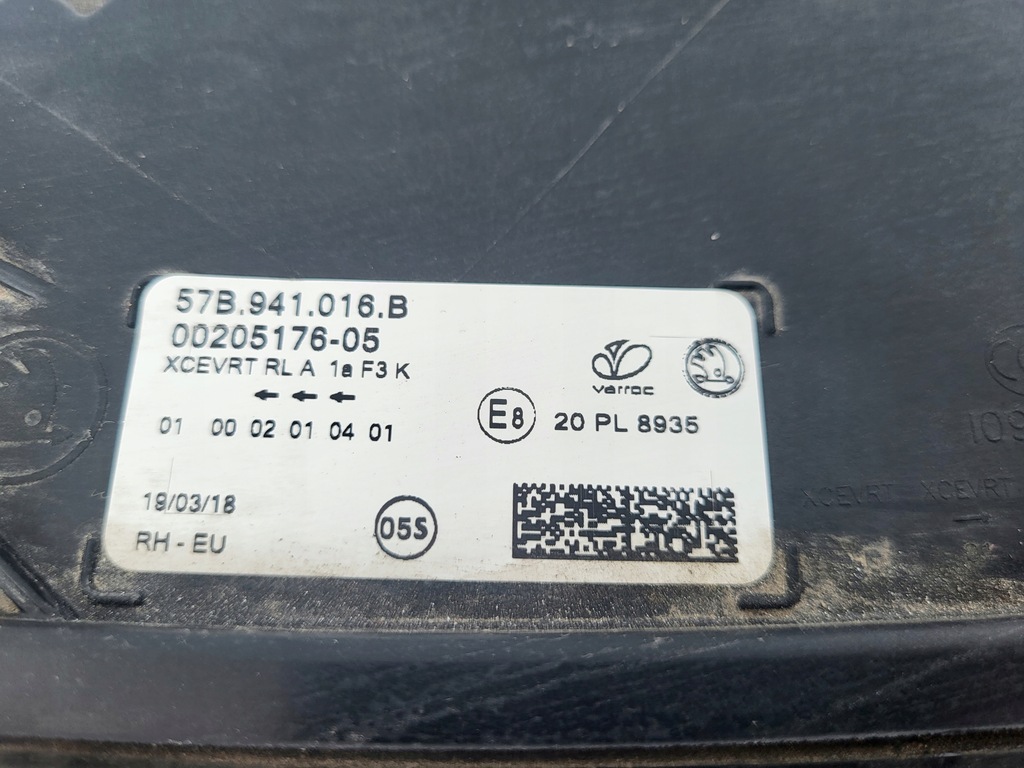 57B.941.016.B
00205176-05
XCEVRT RL A 1a F3 K
varroc
E8
20 PL 8935
01 00 02 01 04 01
19/03/18
05S
RH - EU
109
XCEVRT XCEVRT